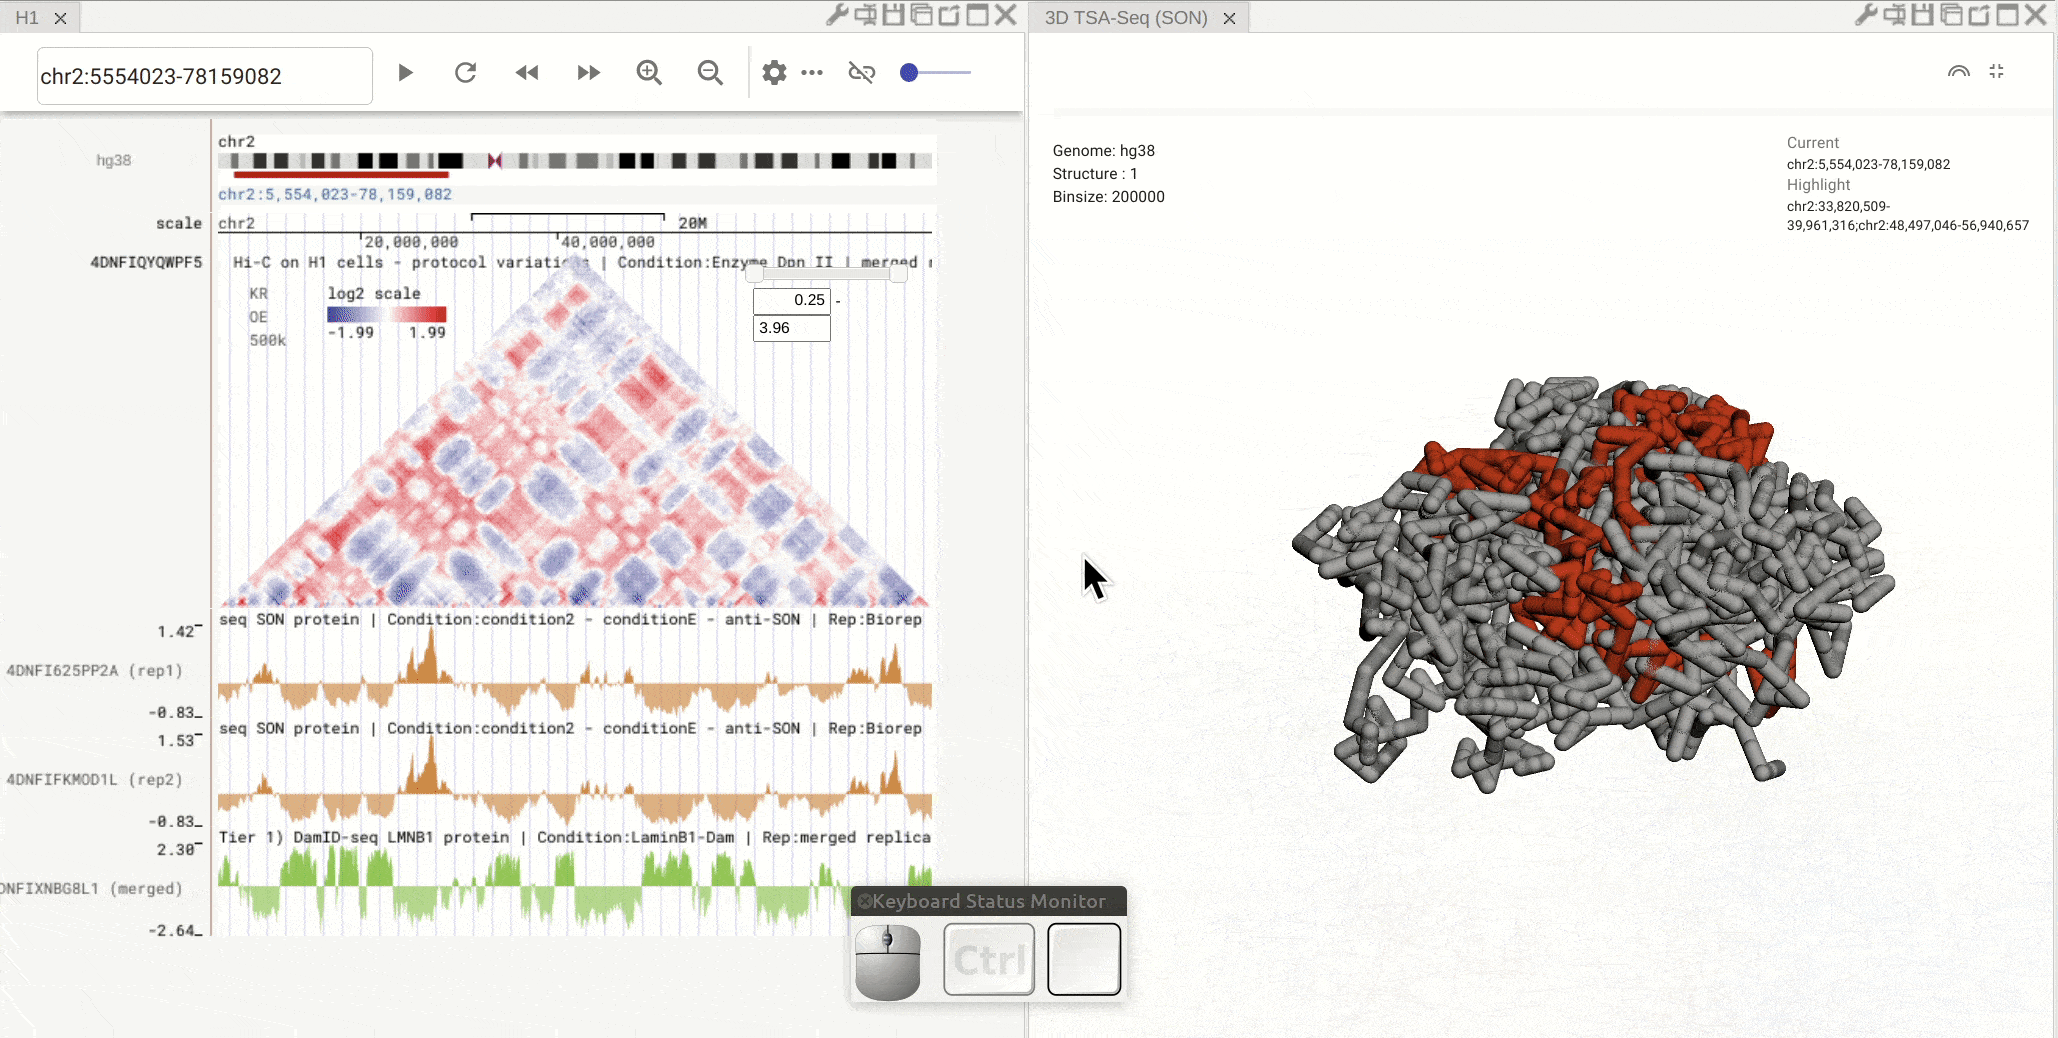 H1
3D TSA-Seq (SON)
chr2:5554023-78159082
hg38
chr2
chr2:5,554,023-78,159,082
scale
chr2
20M
20,000,000
40,000,000
4DNFIQYQWPF5
Hi-C on H1 cells - protocol variations | Condition:Enzyme Dpn II | merged
KR
OE
500k
log2 scale
-1.99 1.99
0.25 -
3.96
seq SON protein | Condition:condition2 - conditionE - anti-SON | Rep:Biorep
1.42
4DNFI625PP2A (rep1)
-0.83
seq SON protein | Condition:condition2 - conditionE - anti-SON | Rep:Biorep
1.53
4DNFIFKMOD1L (rep2)
-0.83
Tier 1) DamID-seq LMNB1 protein | Condition:LaminB1-Dam | Rep:merged replica
2.30
DNFIXNBG8L1 (merged)
-2.64
Keyboard Status Monitor
Ctrl
Genome: hg38
Structure : 1
Binsize: 200000
Current
chr2:5,554,023-78,159,082
Highlight
chr2:33,820,509-
39,961,316;chr2:48,497,046-56,940,657